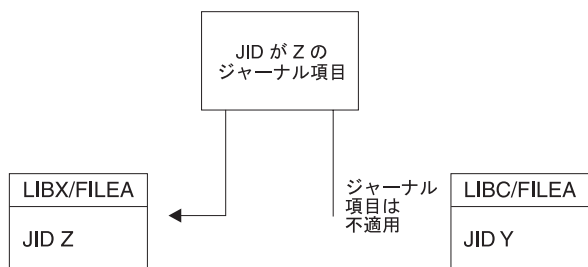 JID が Z の
ジャーナル項目
LIBX/FILEA
JID Z
ジャーナル
項目は
不適用
LIBC/FILEA
JID Y